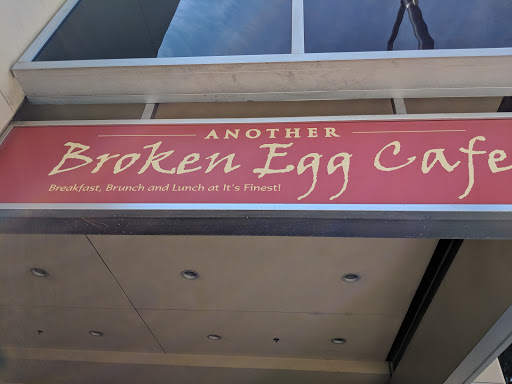 ANOTHER
Broken Egg Cafe
Breakfast, Brunch and Lunch at It's Finest!